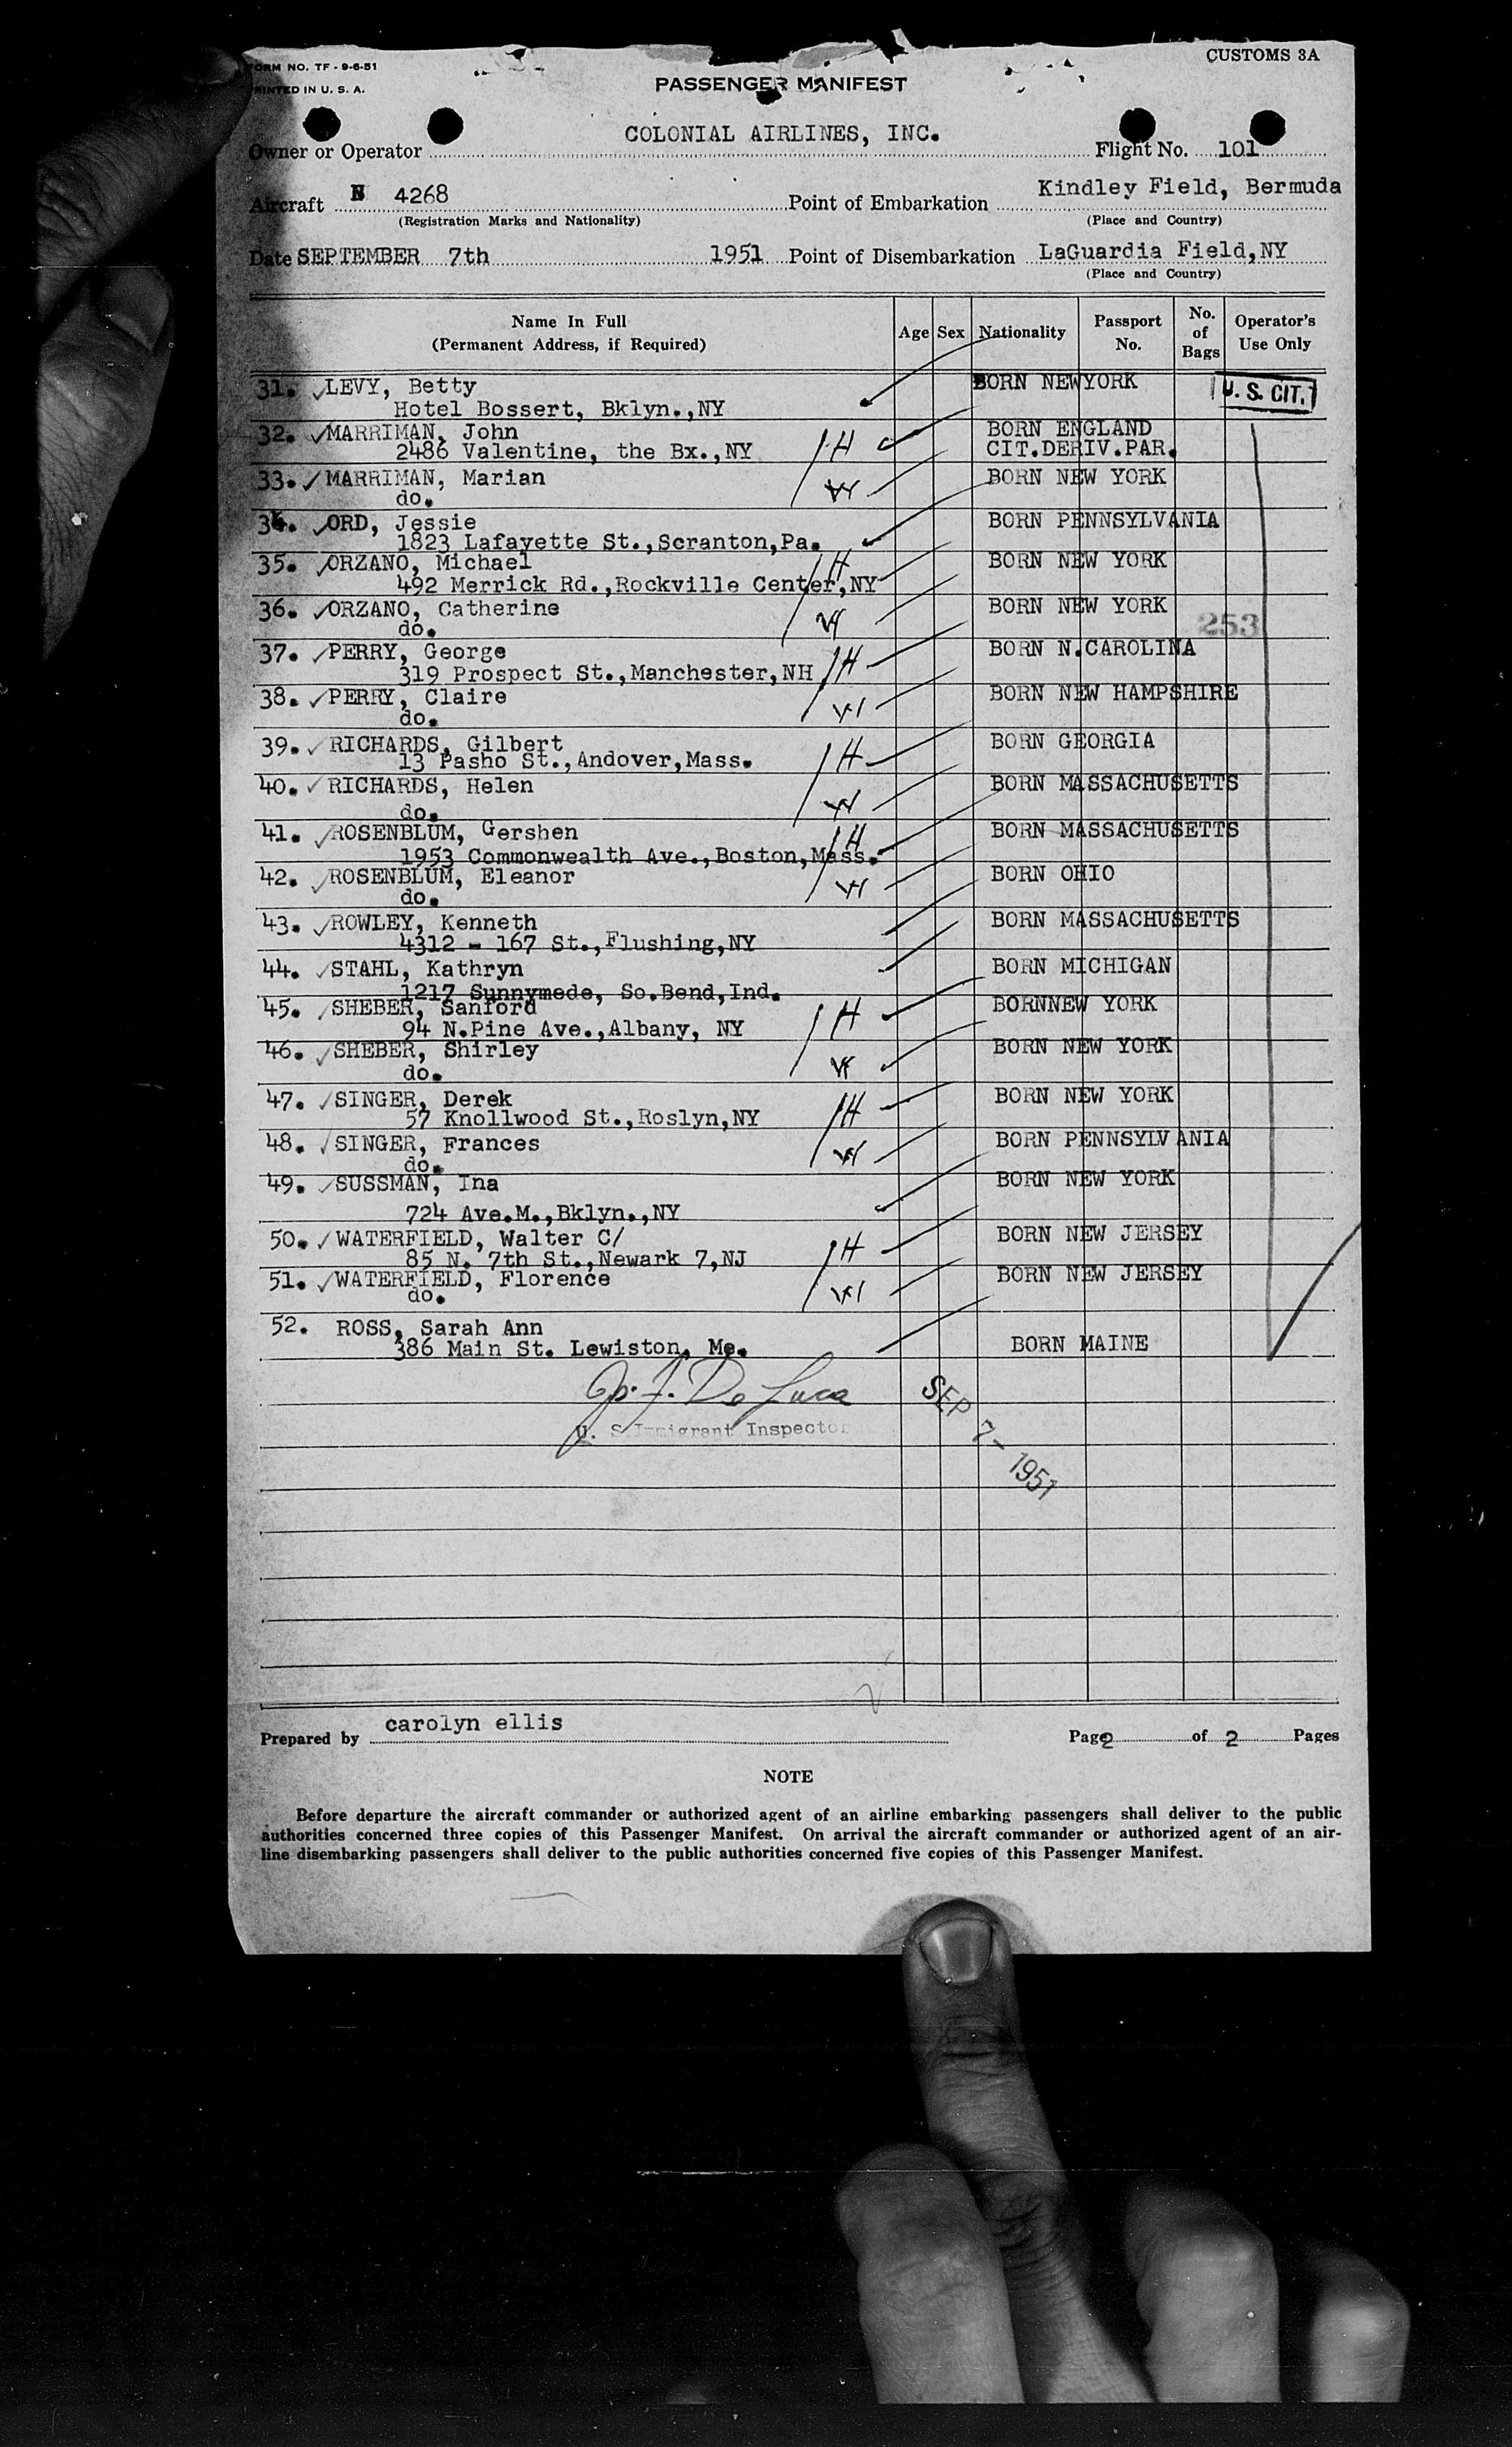 FORM NO. TF - 9-6-51
PRINTED IN U. S. A.
CUSTOMS 3A
PASSENGER MANIFEST
COLONIAL AIRLINES, INC.
Owner or Operator
Flight No. 101
Aircraft N 4268
(Registration Marks and Nationality)
Point of Embarkation Kindley Field, Bermuda
(Place and Country)
Date SEPTEMBER 7th 1951 Point of Disembarkation LaGuardia Field,NY
(Place and Country)
Name In Full
(Permanent Address, if Required)
Age Sex Nationality Passport No. No. of Bags Operator's Use Only
31. LEVY, Betty BORN NEWYORK U. S. CIT.
Hotel Bossert, Bklyn.,NY
32. MARRIMAN, John H BORN ENGLAND
2486 Valentine, the Bx.,NY CIT.DERIV.PAR.
33. MARRIMAN, Marian W BORN NEW YORK
do.
34. ORD, Jessie BORN PENNSYLVANIA
1823 Lafayette St.,Scranton,Pa.
35. ORZANO, Michael H BORN NEW YORK
492 Merrick Rd.,Rockville Center,NY
36. ORZANO, Catherine W BORN NEW YORK
do. 253
37. PERRY, George H BORN N.CAROLINA
319 Prospect St.,Manchester,NH
38. PERRY, Claire W BORN NEW HAMPSHIRE
do.
39. RICHARDS, Gilbert H BORN GEORGIA
13 Pasho St.,Andover,Mass.
40. RICHARDS, Helen W BORN MASSACHUSETTS
do.
41. ROSENBLUM, Gershen H BORN MASSACHUSETTS
1953 Commonwealth Ave.,Boston,Mass.
42. ROSENBLUM, Eleanor W BORN OHIO
do.
43. ROWLEY, Kenneth BORN MASSACHUSETTS
4312 - 167 St.,Flushing,NY
44. STAHL, Kathryn BORN MICHIGAN
1217 Sunnymede, So.Bend,Ind.
45. SHEBER, Sanford H BORNNEW YORK
94 N.Pine Ave.,Albany, NY
46. SHEBER, Shirley W BORN NEW YORK
do.
47. SINGER, Derek H BORN NEW YORK
57 Knollwood St.,Roslyn,NY
48. SINGER, Frances W BORN PENNSYLV ANIA
do.
49. SUSSMAN, Ina BORN NEW YORK
724 Ave.M.,Bklyn.,NY
50. WATERFIELD, Walter C/ H BORN NEW JERSEY
85 N. 7th St.,Newark 7,NJ
51. WATERFIELD, Florence W BORN NEW JERSEY
do.
52. ROSS, Sarah Ann
386 Main St. Lewiston, Me. BORN MAINE
De Luca
U. S. Immigrant Inspector
SEP 7- 1951
Prepared by carolyn ellis
Page 2 of 2 Pages
NOTE
Before departure the aircraft commander or authorized agent of an airline embarking passengers shall deliver to the public
authorities concerned three copies of this Passenger Manifest. On arrival the aircraft commander or authorized agent of an air-
line disembarking passengers shall deliver to the public authorities concerned five copies of this Passenger Manifest.